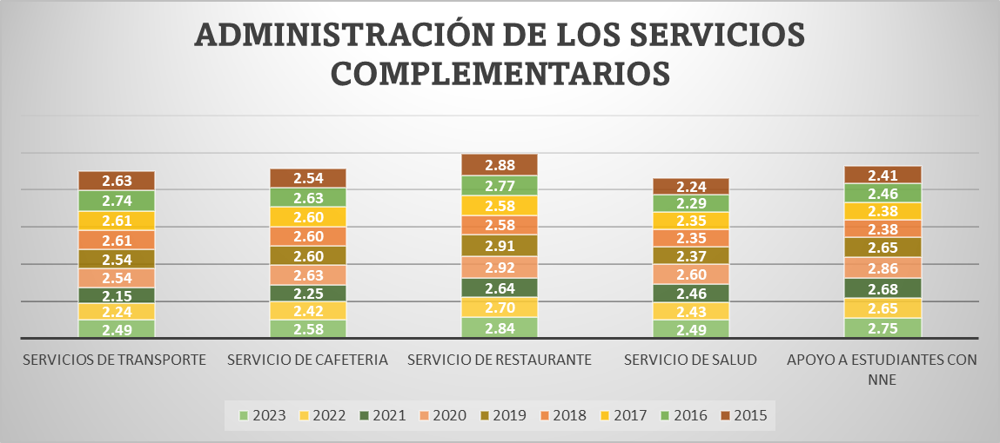 ADMINISTRACIÓN DE LOS SERVICIOS
COMPLEMENTARIOS
2.63 2.54 2.88 2.24 2.41
2.74 2.63 2.77 2.29 2.46
2.61 2.60 2.58 2.35 2.38
2.61 2.60 2.58 2.35 2.38
2.54 2.60 2.91 2.37 2.65
2.54 2.63 2.92 2.60 2.86
2.15 2.25 2.64 2.46 2.68
2.24 2.42 2.70 2.43 2.65
2.49 2.58 2.84 2.49 2.75
SERVICIOS DE TRANSPORTE SERVICIO DE CAFETERIA SERVICIO DE RESTAURANTE SERVICIO DE SALUD APOYO A ESTUDIANTES CON
NNE
2023 2022 2021 2020 2019 2018 2017 2016 2015